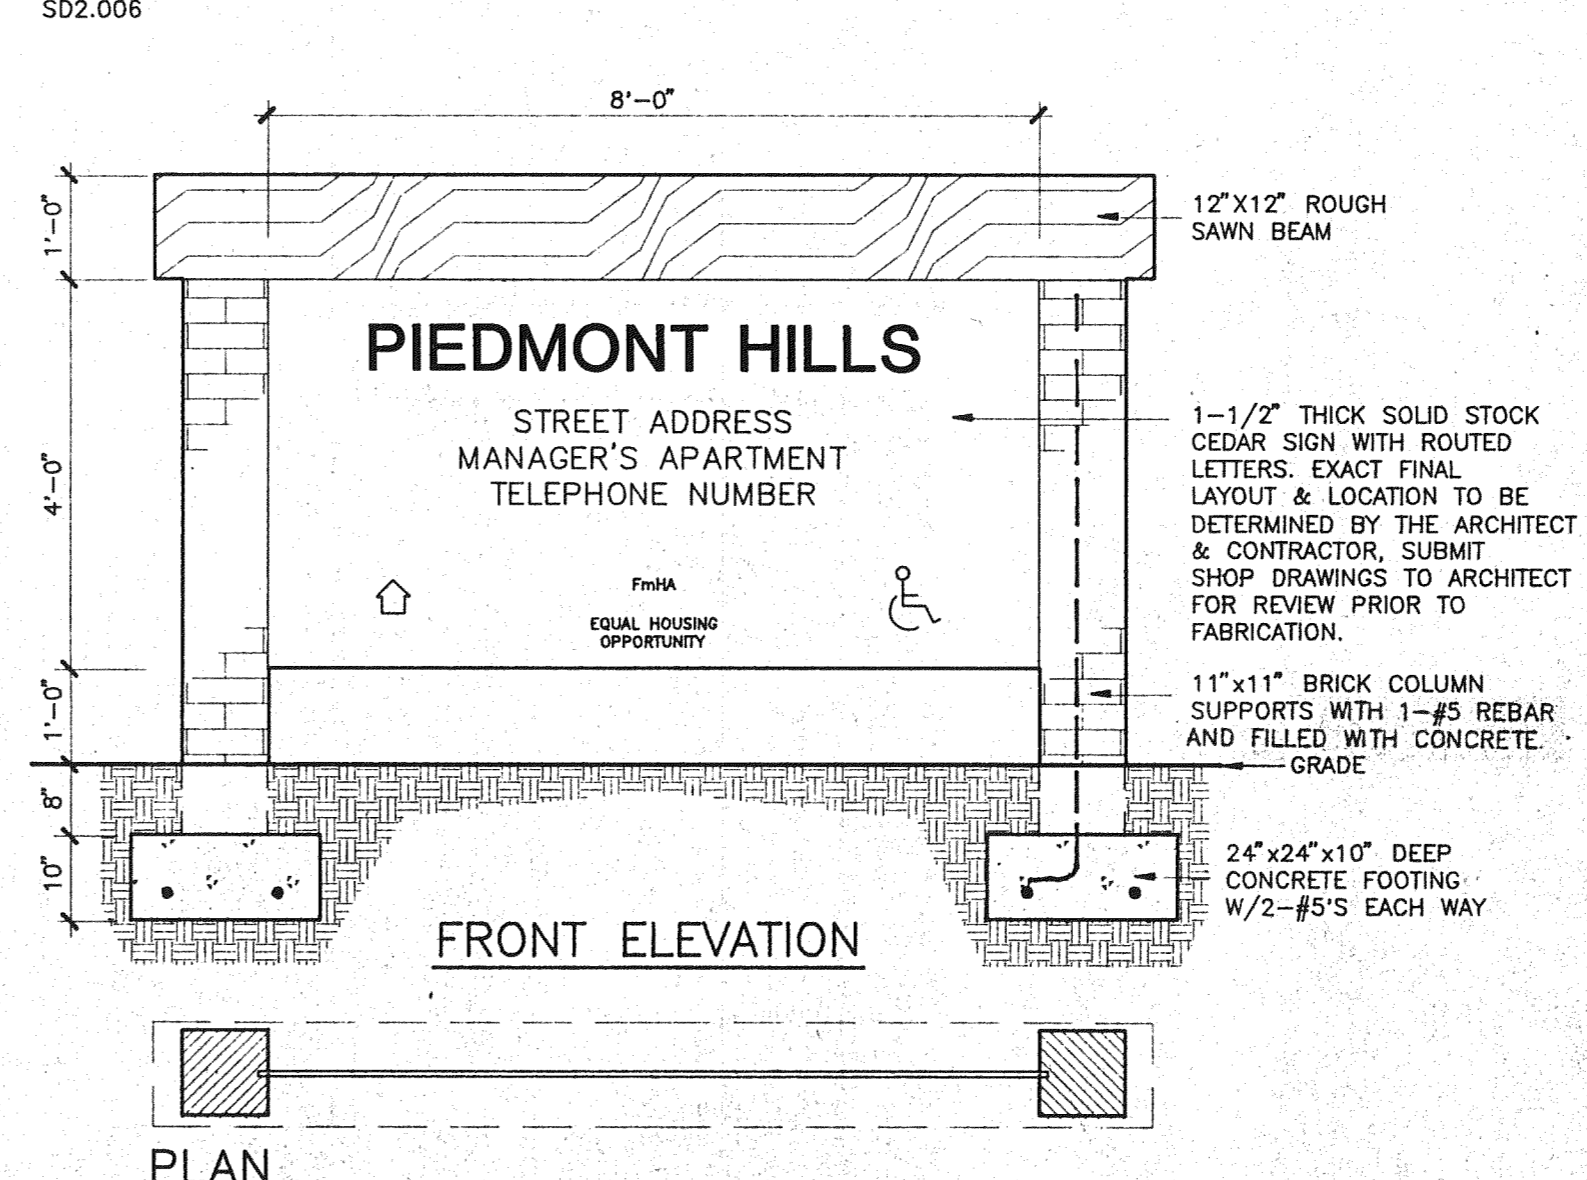 SD2.006
8'-0"
1'-0"
12"X12" ROUGH
SAWN BEAM
PIEDMONT HILLS
STREET ADDRESS
MANAGER'S APARTMENT
TELEPHONE NUMBER
4'-0"
1-1/2" THICK SOLID STOCK
CEDAR SIGN WITH ROUTED
LETTERS. EXACT FINAL
LAYOUT & LOCATION TO BE
DETERMINED BY THE ARCHITECT
& CONTRACTOR, SUBMIT
SHOP DRAWINGS TO ARCHITECT
FOR REVIEW PRIOR TO
FABRICATION.
FmHA
EQUAL HOUSING
OPPORTUNITY
1'-0"
11"x11" BRICK COLUMN
SUPPORTS WITH 1-#5 REBAR
AND FILLED WITH CONCRETE.
GRADE
8"
10"
24"x24"x10" DEEP
CONCRETE FOOTING
W/2-#5'S EACH WAY
FRONT ELEVATION
PLAN